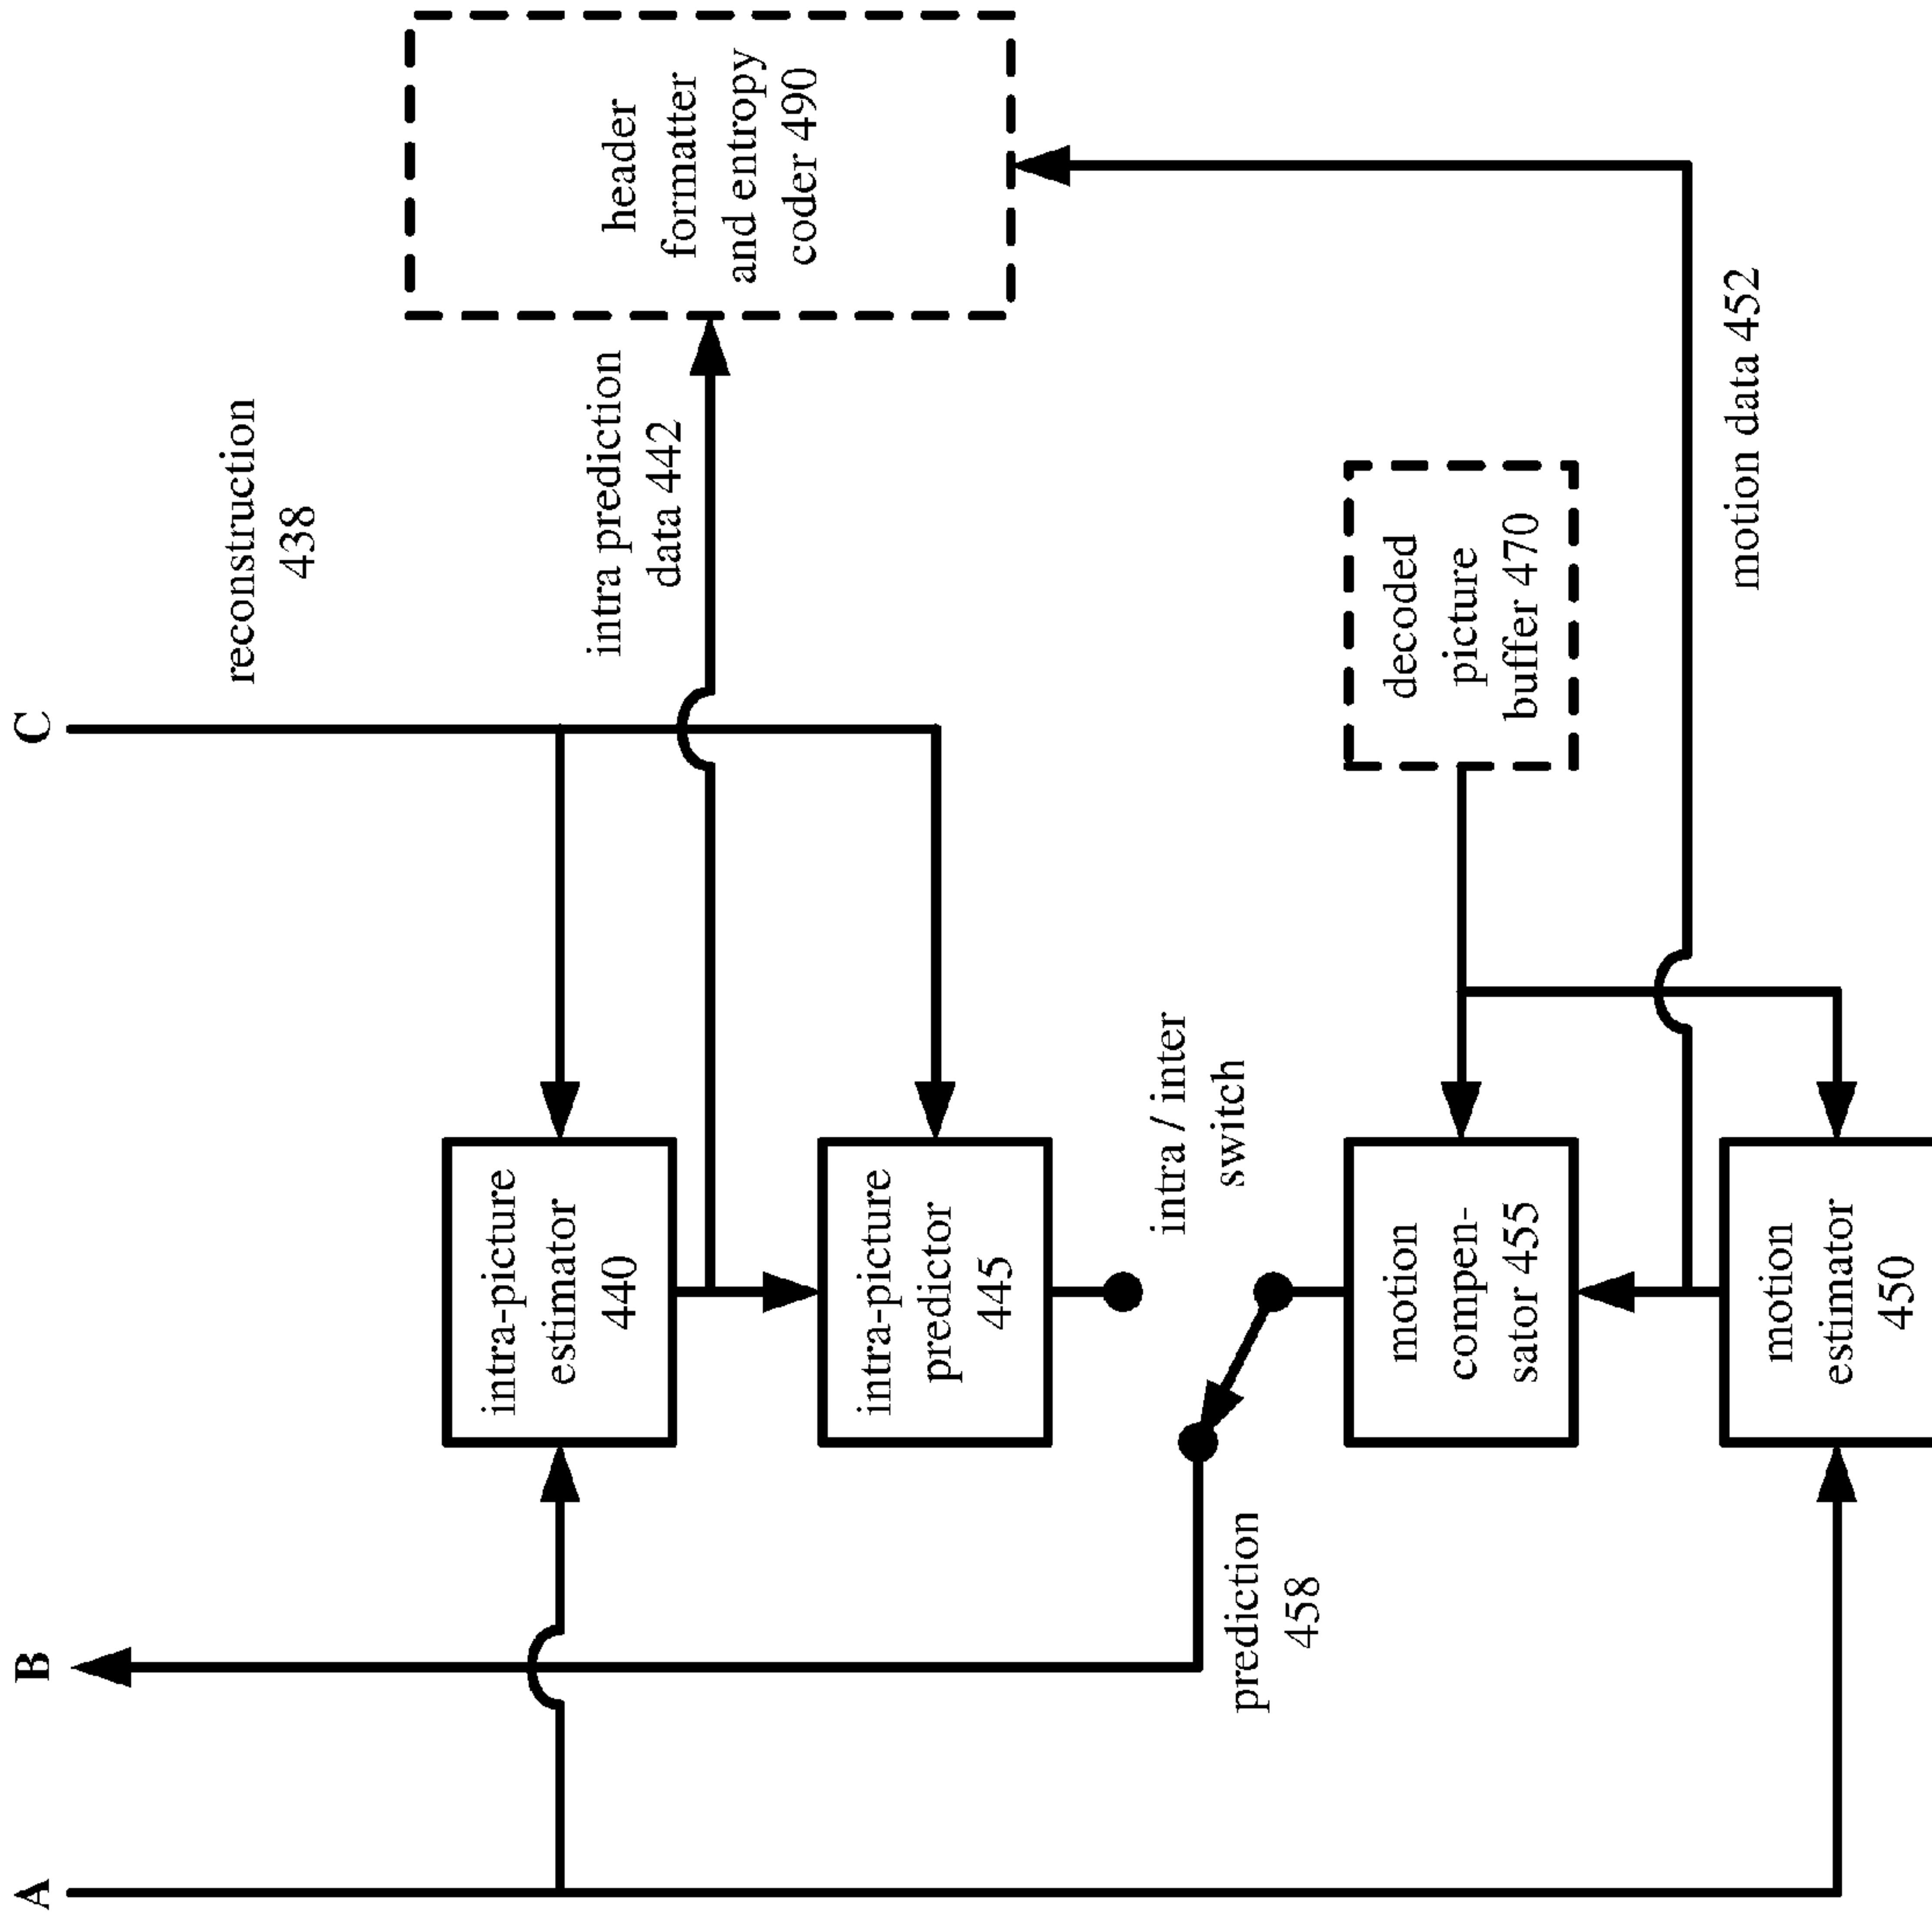 A
B
C
reconstruction
438
header
formatter
and entropy
coder 490
intra prediction
data 442
intra-picture
estimator
440
intra-picture
predictor
445
intra / inter
switch
prediction
458
decoded
picture
buffer 470
motion
compen-
sator 455
motion data 452
motion
estimator
450